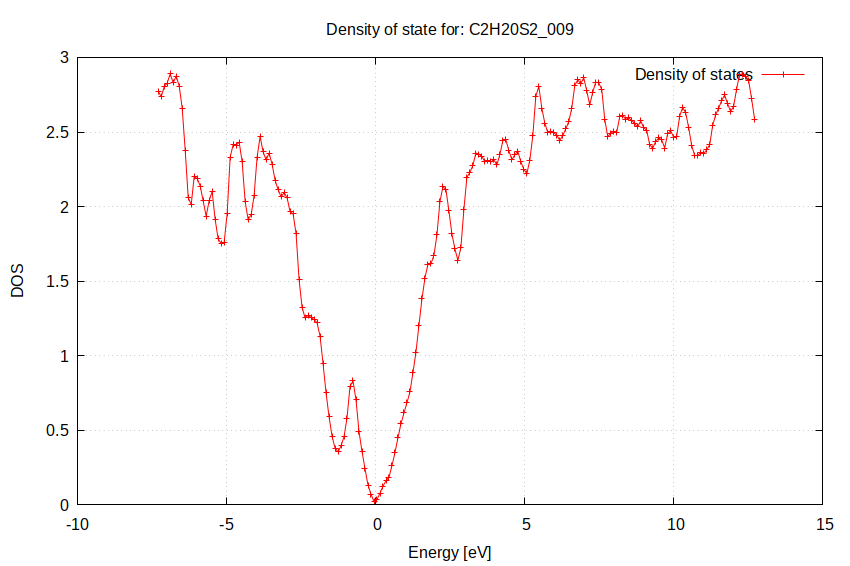 Density of state for: C2H20S2_009
Density of states
3
2.5
2
1.5
1
0.5
0
-10 -5 0 5 10 15
DOS
Energy [eV]